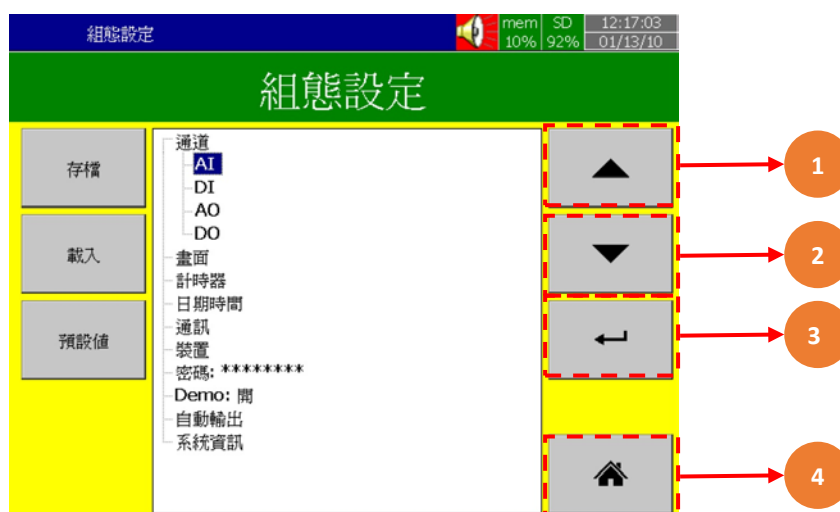 組態設定
mem
10%
SD
92%
12:17:03
01/13/10
組態設定
存檔
載入
預設值
通道
AI
DI
AO
DO
畫面
計時器
日期時間
通訊
裝置
密碼: ********
Demo: 開
自動輸出
系統資訊
1
2
3
4